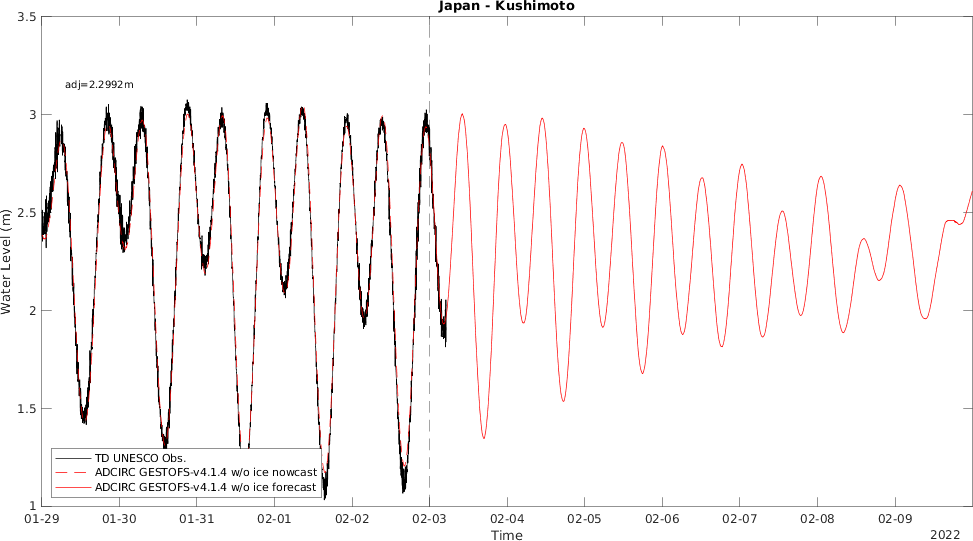 Japan - Kushimoto
3.5
adj=2.2992m
3
2.5
Water Level (m)
2
1.5
TD UNESCO Obs.
ADCIRC GESTOFS-v4.1.4 w/o ice nowcast
ADCIRC GESTOFS-v4.1.4 w/o ice forecast
1
01-29 01-30 01-31 02-01 02-02 02-03 02-04 02-05 02-06 02-07 02-08 02-09
Time
2022